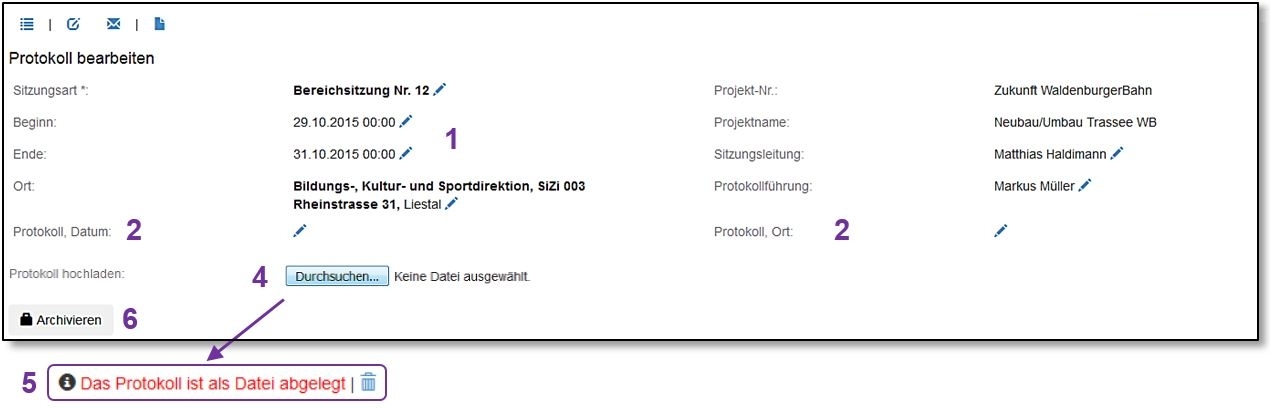 | | |
Protokoll bearbeiten
Sitzungsart *: Bereichsitzung Nr. 12 Projekt-Nr.: Zukunft WaldenburgerBahn
Beginn: 29.10.2015 00:00 1 Projektname: Neubau/Umbau Trassee WB
Ende: 31.10.2015 00:00 Sitzungsleitung: Matthias Haldimann
Ort: Bildungs-, Kultur- und Sportdirektion, SiZi 003 Protokollführung: Markus Müller
Rheinstrasse 31, Liestal
Protokoll, Datum: 2 Protokoll, Ort: 2
Protokoll hochladen: 4 Durchsuchen... Keine Datei ausgewählt.
Archivieren 6
5 Das Protokoll ist als Datei abgelegt |